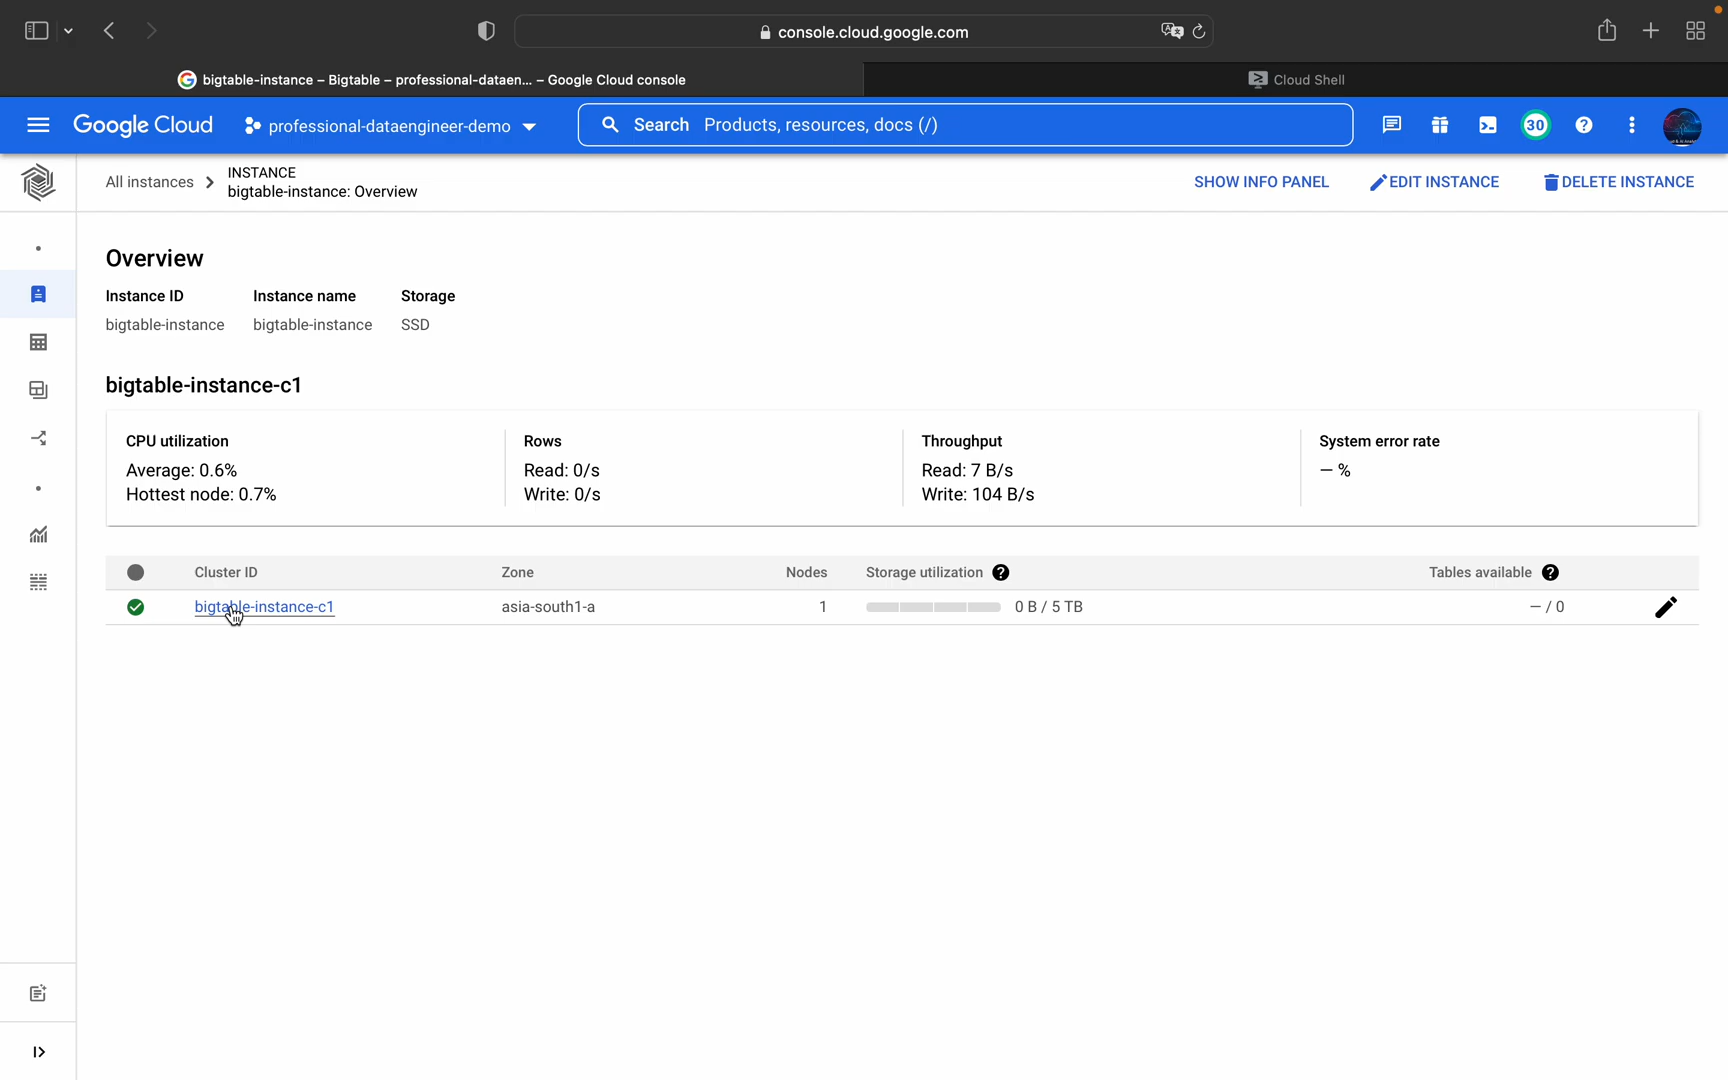 console.cloud.google.com
bigtable-instance – Bigtable – professional-dataen... – Google Cloud console
Cloud Shell
Google Cloud
professional-dataengineer-demo
Search Products, resources, docs (/)
30
All instances
INSTANCE
bigtable-instance: Overview
SHOW INFO PANEL
EDIT INSTANCE
DELETE INSTANCE
Overview
Instance ID Instance name Storage
bigtable-instance bigtable-instance SSD
bigtable-instance-c1
CPU utilization Rows Throughput System error rate
Average: 0.6% Read: 0/s Read: 7 B/s — %
Hottest node: 0.7% Write: 0/s Write: 104 B/s
Cluster ID Zone Nodes Storage utilization Tables available
bigtable-instance-c1 asia-south1-a 1 0 B / 5 TB — / 0